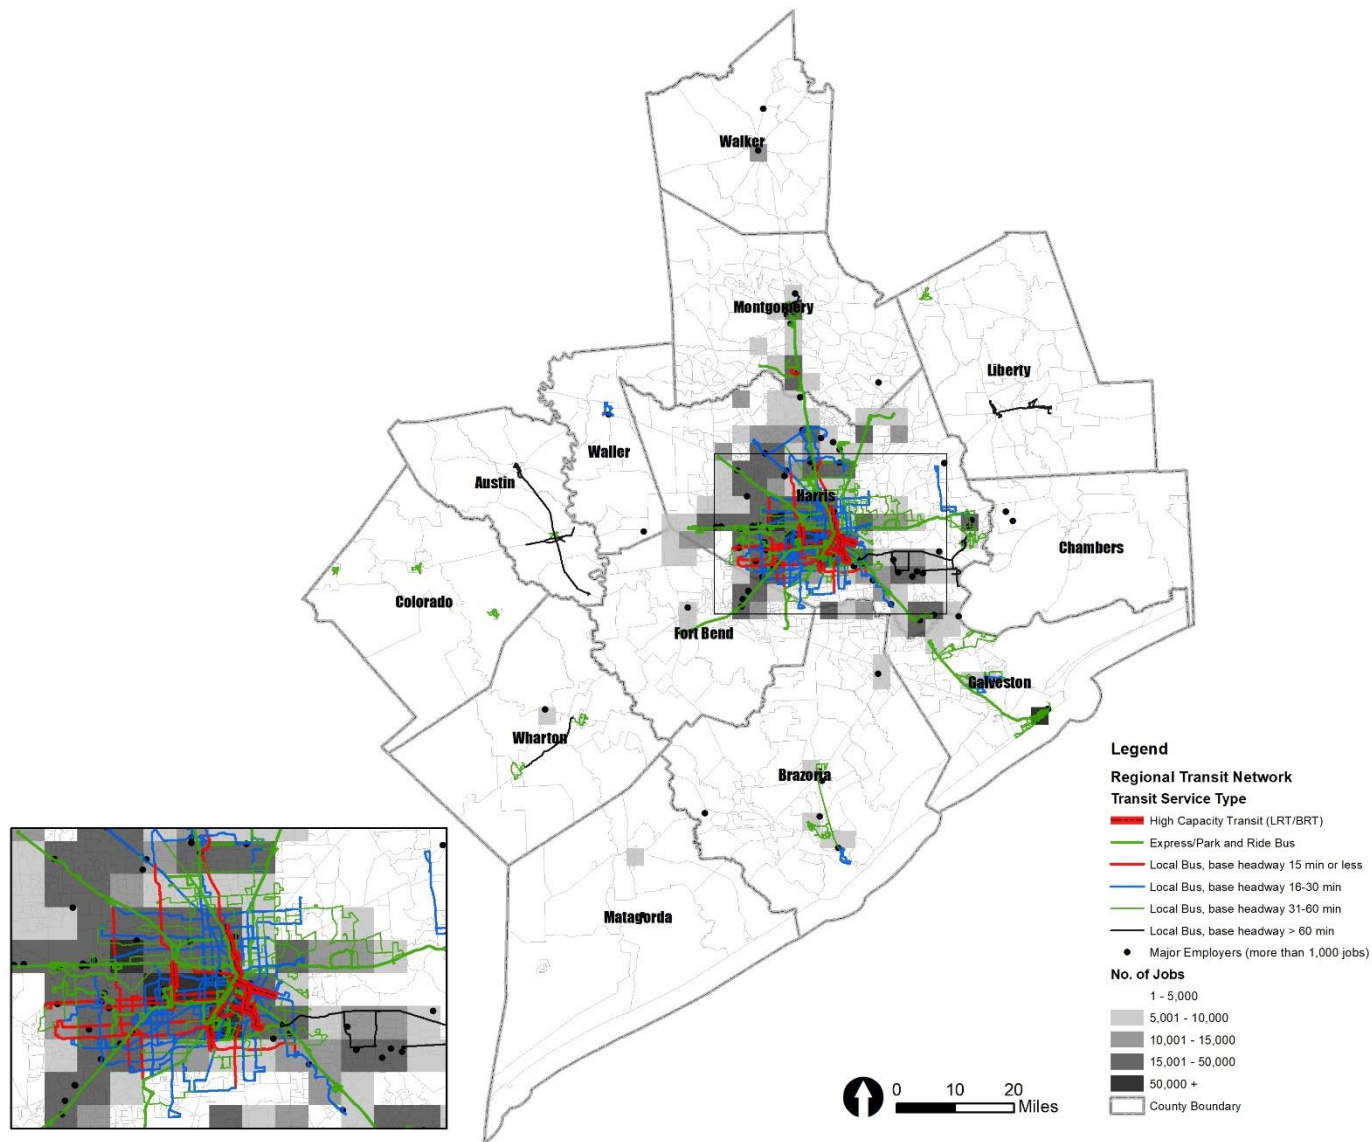 Walker
Montgomery
Liberty
Waller
Harris
Austin
Chambers
Colorado
Fort Bend
Galveston
Wharton
Brazoria
Matagorda
Legend
Regional Transit Network
Transit Service Type
High Capacity Transit (LRT/BRT)
Express/Park and Ride Bus
Local Bus, base headway 15 min or less
Local Bus, base headway 16-30 min
Local Bus, base headway 31-60 min
Local Bus, base headway > 60 min
Major Employers (more than 1,000 jobs)
No. of Jobs
1 - 5,000
5,001 - 10,000
10,001 - 15,000
15,001 - 50,000
50,000 +
County Boundary
0 10 20
Miles